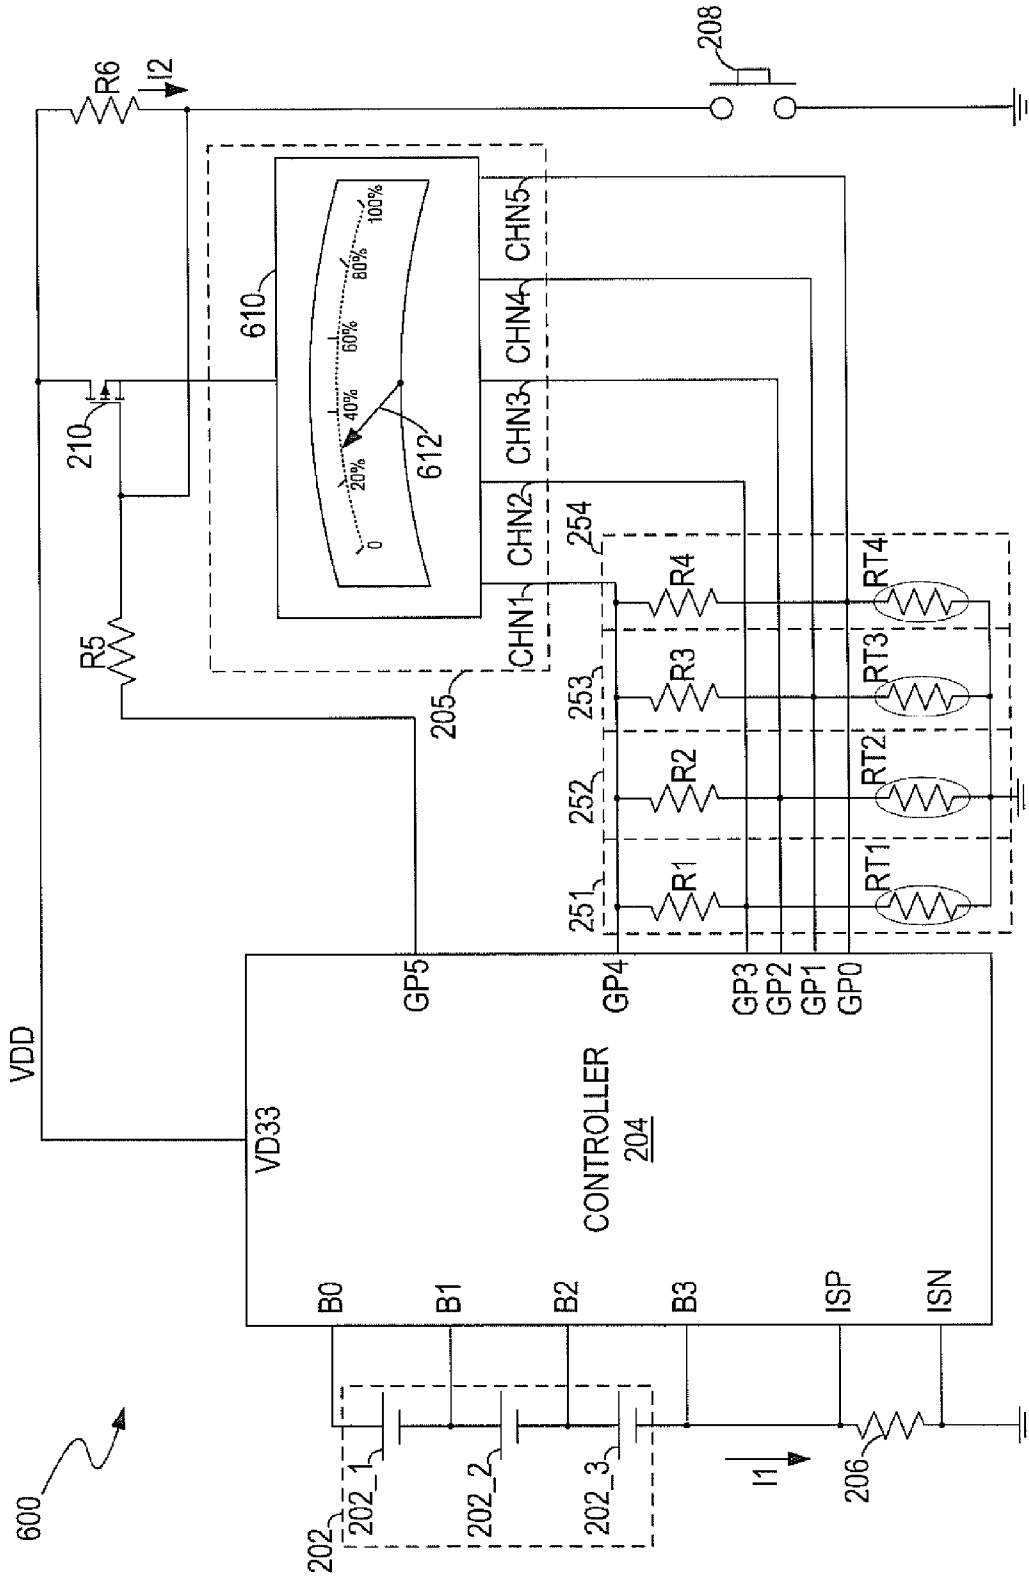 600
VDD
R6
I2
208
210
R5
610
0
20%
40%
60%
80%
100%
612
205
CHN1
CHN2
CHN3
CHN4
CHN5
VD33
GP5
GP4
GP3
GP2
GP1
GP0
CONTROLLER
204
B0
B1
B2
B3
ISP
ISN
202
202_1
202_2
202_3
I1
206
251
252
253
254
R1
R2
R3
R4
RT1
RT2
RT3
RT4